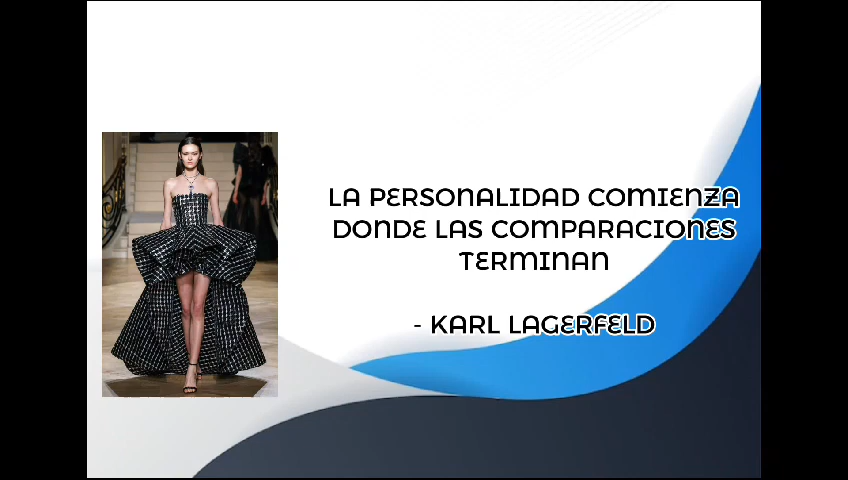 LA PERSONALIDAD COMIENZA
DONDE LAS COMPARACIONES
TERMINAN
- KARL LAGERFELD